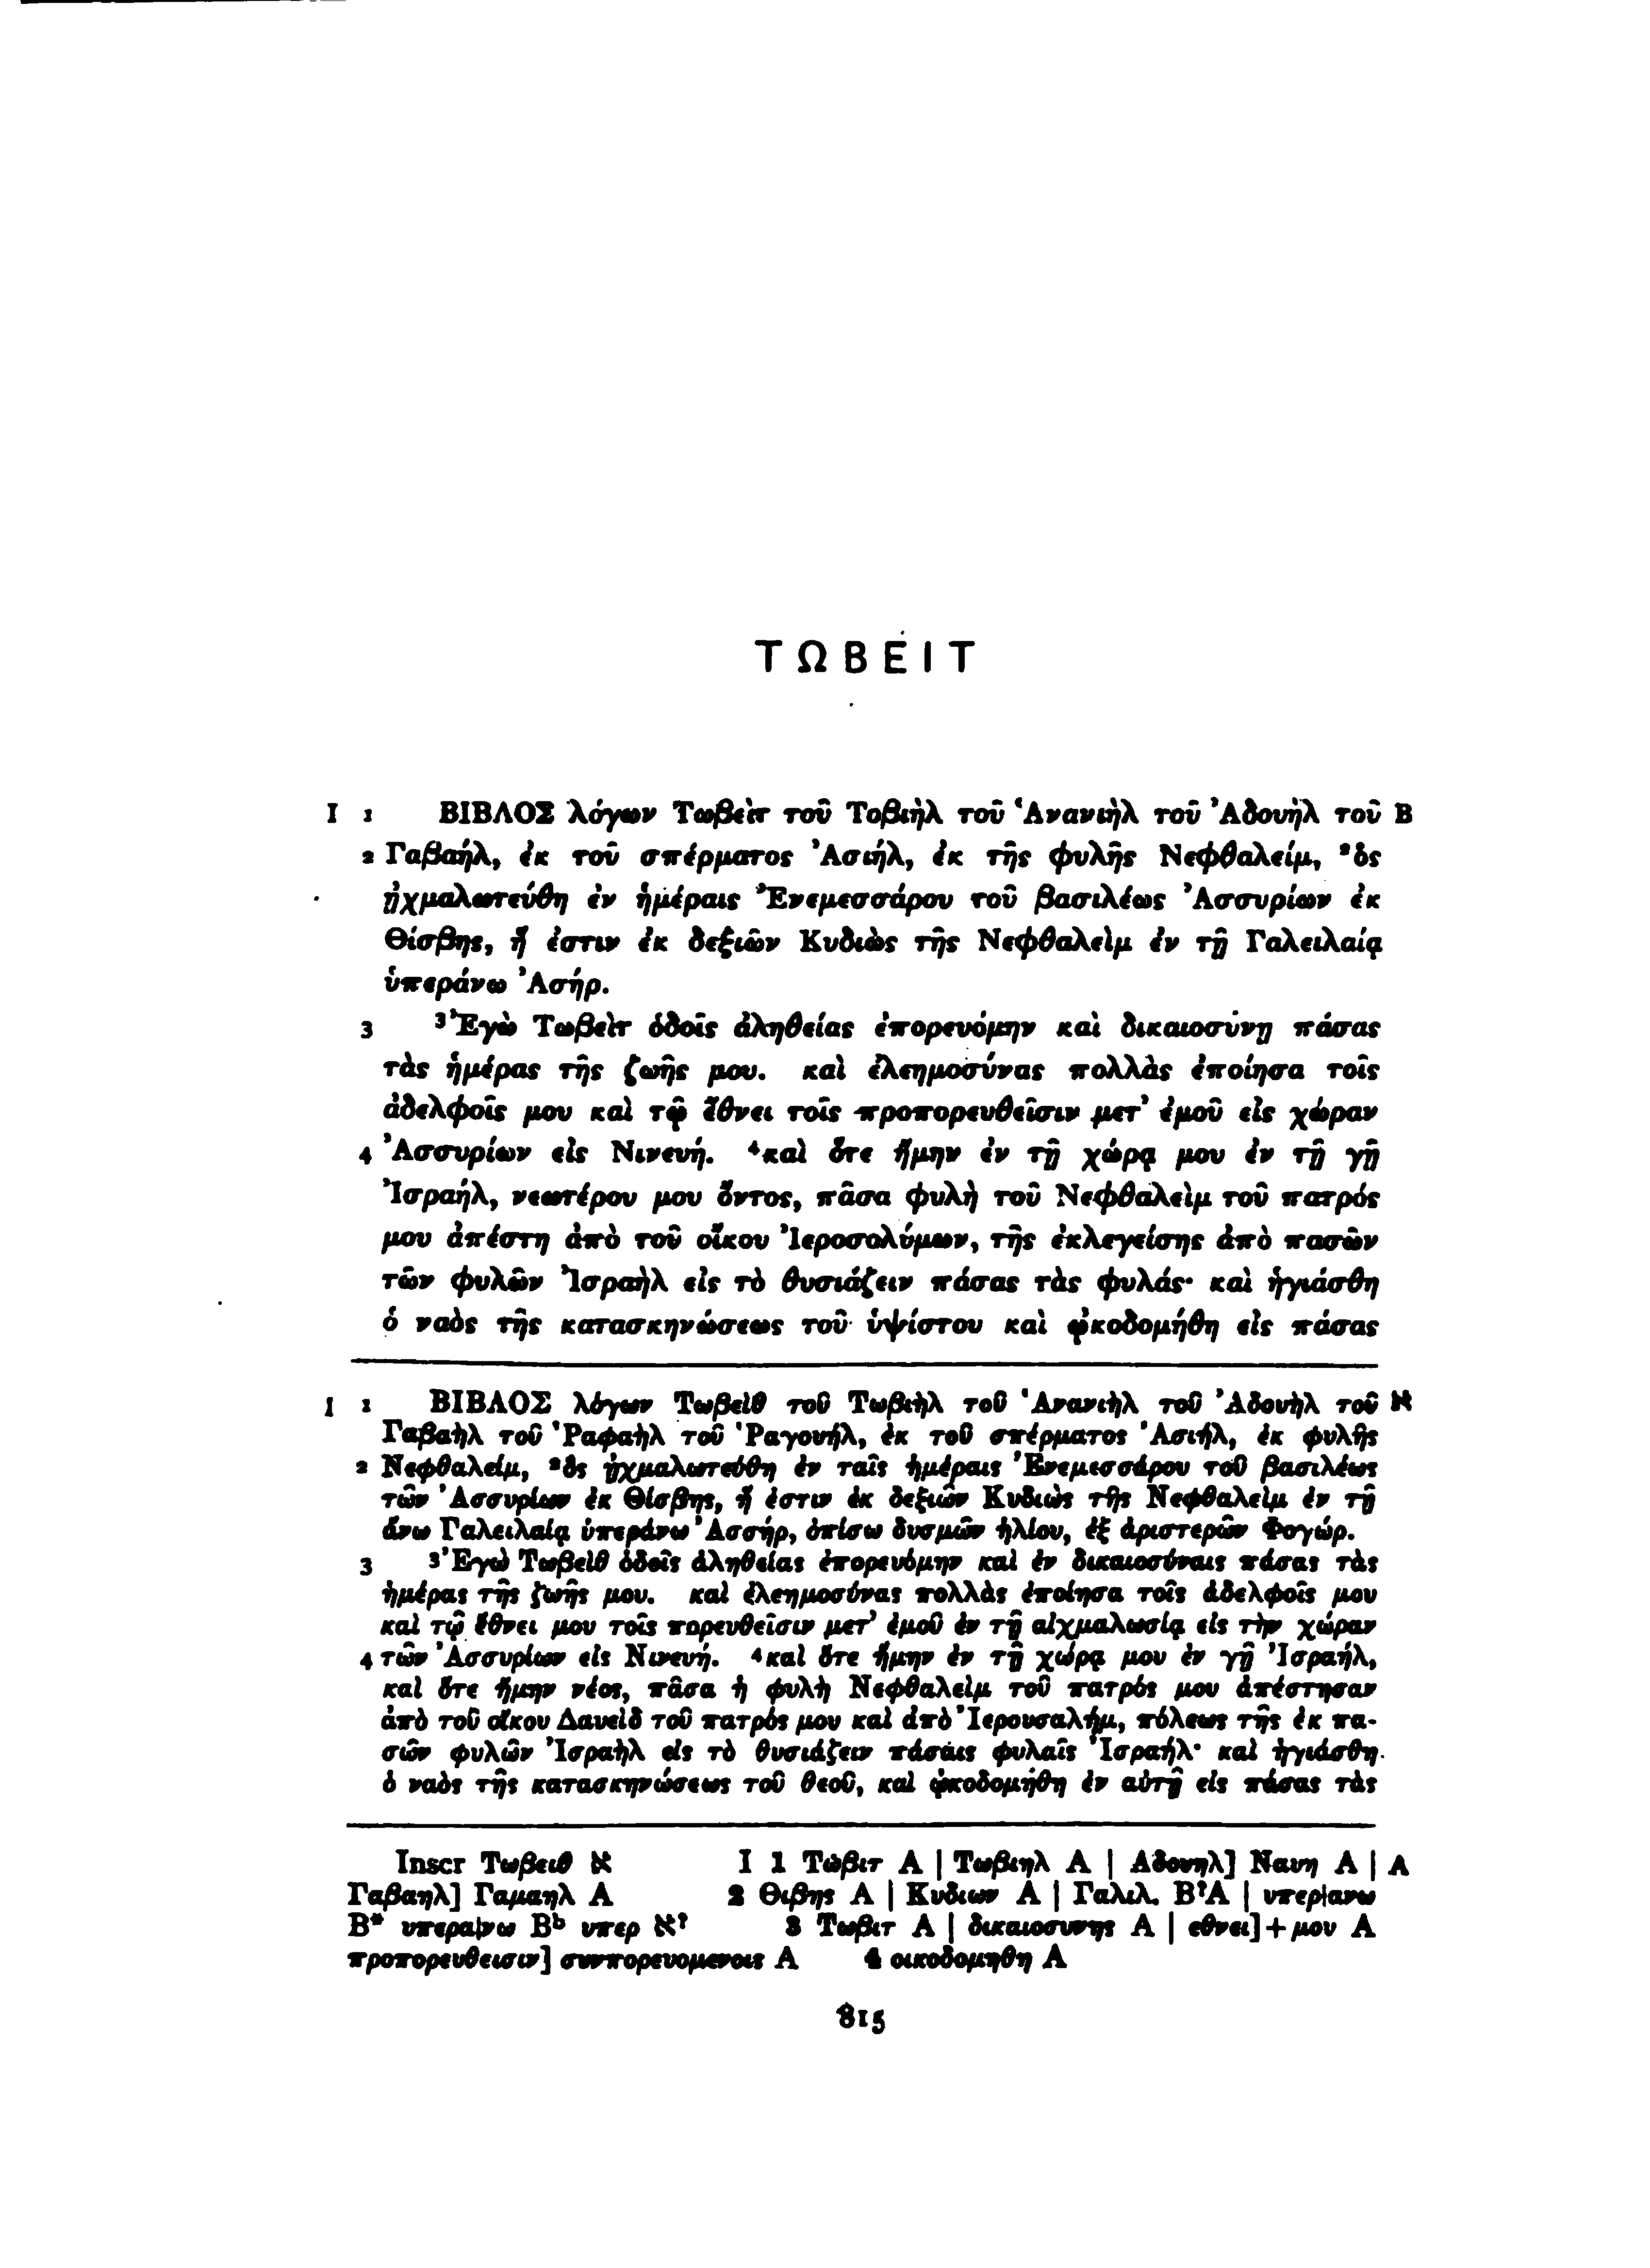 ΤΩΒΕΙΤ
I 1 ΒΙΒΛΟΣ λόγων Τωβεὶτ τοῦ Τοβιὴλ τοῦ Ἁνανιὴλ τοῦ Ἀδουὴλ τοῦ B
2 Γαβαήλ, ἐκ τοῦ σπέρματος Ἀσιήλ, ἐκ τῆς φυλῆς Νεφθαλείμ, ²ὃς
ᾐχμαλωτεύθη ἐν ἡμέραις Ἐνεμεσσάρου τοῦ βασιλέως Ἀσσυρίων ἐκ
Θίσβης, ἥ ἐστιν ἐκ δεξιῶν Κυδιὼς τῆς Νεφθαλεὶμ ἐν τῇ Γαλειλαίᾳ
ὑπεράνω Ἀσήρ.
3 ³Ἐγὼ Τωβεὶτ ὁδοῖς ἀληθείας ἐπορευόμην καὶ δικαιοσύνῃ πάσας
τὰς ἡμέρας τῆς ζωῆς μου. καὶ ἐλεημοσύνας πολλὰς ἐποίησα τοῖς
ἀδελφοῖς μου καὶ τῷ ἔθνει τοῖς προπορευθεῖσιν μετ’ ἐμοῦ εἰς χώραν
4 Ἀσσυρίων εἰς Νινευή. ⁴καὶ ὅτε ἤμην ἐν τῇ χώρᾳ μου ἐν τῇ γῇ
Ἰσραήλ, νεωτέρου μου ὄντος, πᾶσα φυλὴ τοῦ Νεφθαλεὶμ τοῦ πατρός
μου ἀπέστη ἀπὸ τοῦ οἴκου Ἰεροσολύμων, τῆς ἐκλεγείσης ἀπὸ πασῶν
τῶν φυλῶν Ἰσραὴλ εἰς τὸ θυσιάζειν πάσας τὰς φυλάς· καὶ ἡγιάσθη
ὁ ναὸς τῆς κατασκηνώσεως τοῦ ὑψίστου καὶ ᾠκοδομήθη εἰς πάσας
I 1 ΒΙΒΛΟΣ λόγων Τωβεὶθ τοῦ Τωβιὴλ τοῦ Ἁνανιὴλ τοῦ Ἀδουὴλ τοῦ א
Γαβαὴλ τοῦ Ῥαφαὴλ τοῦ Ῥαγουήλ, ἐκ τοῦ σπέρματος Ἀσιήλ, ἐκ φυλῆς
2 Νεφθαλείμ, ²ὃς ᾐχμαλωτεύθη ἐν ταῖς ἡμέραις Ἐνεμεσσάρου τοῦ βασιλέως
τῶν Ἀσσυρίων ἐκ Θίσβης, ἥ ἐστιν ἐκ δεξιῶν Κυδιὼς τῆς Νεφθαλεὶμ ἐν τῇ
ἄνω Γαλειλαίᾳ ὑπεράνω Ἀσσήρ, ὀπίσω δυσμῶν ἡλίου, ἐξ ἀριστερῶν Φογώρ.
3 ³Ἐγὼ Τωβεὶθ ὁδοῖς ἀληθείας ἐπορευόμην καὶ ἐν δικαιοσύναις πάσας τὰς
ἡμέρας τῆς ζωῆς μου. καὶ ἐλεημοσύνας πολλὰς ἐποίησα τοῖς ἀδελφοῖς μου
καὶ τῷ ἔθνει μου τοῖς πορευθεῖσιν μετ’ ἐμοῦ ἐν τῇ αἰχμαλωσίᾳ εἰς τὴν χώραν
4 τῶν Ἀσσυρίων εἰς Νινευή. ⁴καὶ ὅτε ἤμην ἐν τῇ χώρᾳ μου ἐν γῇ Ἰσραήλ,
καὶ ὅτε ἤμην νέος, πᾶσα ἡ φυλὴ Νεφθαλεὶμ τοῦ πατρός μου ἀπέστησαν
ἀπὸ τοῦ οἴκου Δαυεὶδ τοῦ πατρός μου καὶ ἀπὸ Ἰερουσαλήμ, πόλεως τῆς ἐκ πα-
σῶν φυλῶν Ἰσραὴλ εἰς τὸ θυσιάζειν πάσαις φυλαῖς Ἰσραήλ· καὶ ἡγιάσθη
ὁ ναὸς τῆς κατασκηνώσεως τοῦ θεοῦ, καὶ ᾠκοδομήθη ἐν αὐτῇ εἰς πάσας τὰς
Inscr Τωβειθ א I 1 Τωβιτ A | Τωβιηλ A | Αδουηλ] Ναυη A | A
Γαβαηλ] Γαμαηλ A 2 Θιβης A | Κυδιων A | Γαλιλ. BˀA | υπερ|ανω
B* υπερα|νω Bᵇ υπερ אˀ 3 Τωβιτ A | δικαιοσυνης A | εθνει]+μου A
προπορευθεισιν] συνπορευομενοις A 4 οικοδομηθη A
815